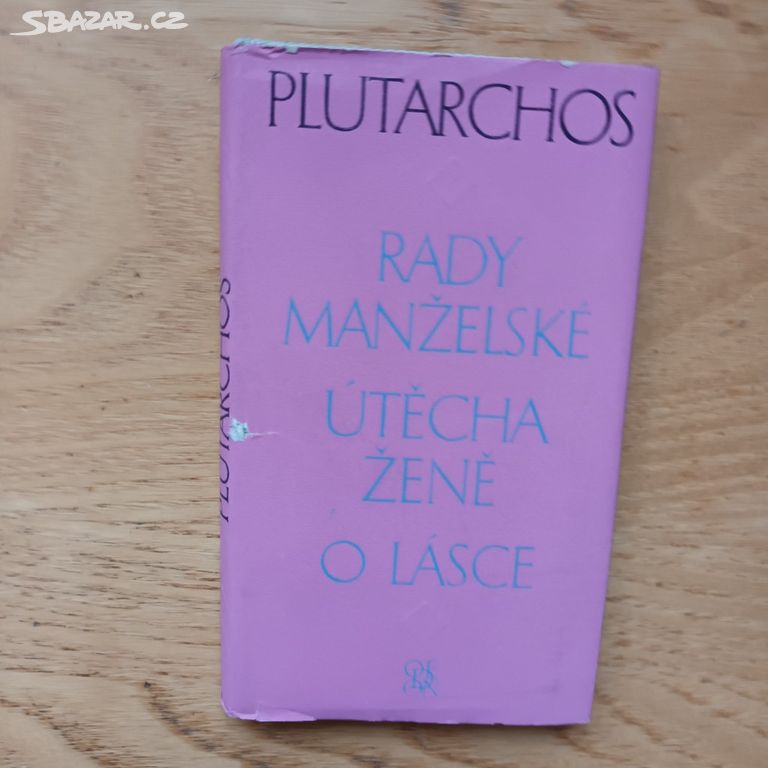 SBAZAR.CZ
PLUTARCHOS
RADY
MANŽELSKÉ
ÚTĚCHA
ŽENĚ
O LÁSCE
PLUTARCHOS